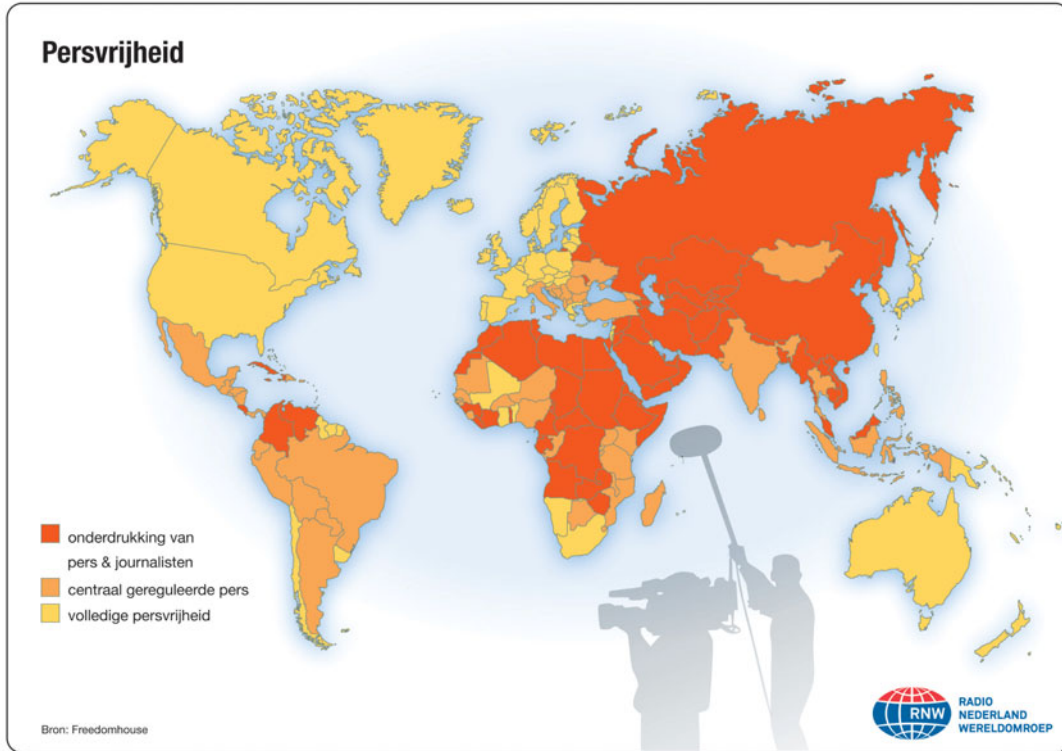 Persvrijheid
onderdrukking van
pers & journalisten
centraal gereguleerde pers
volledige persvrijheid
Bron: Freedomhouse
RNW
RADIO
NEDERLAND
WERELDOMROEP